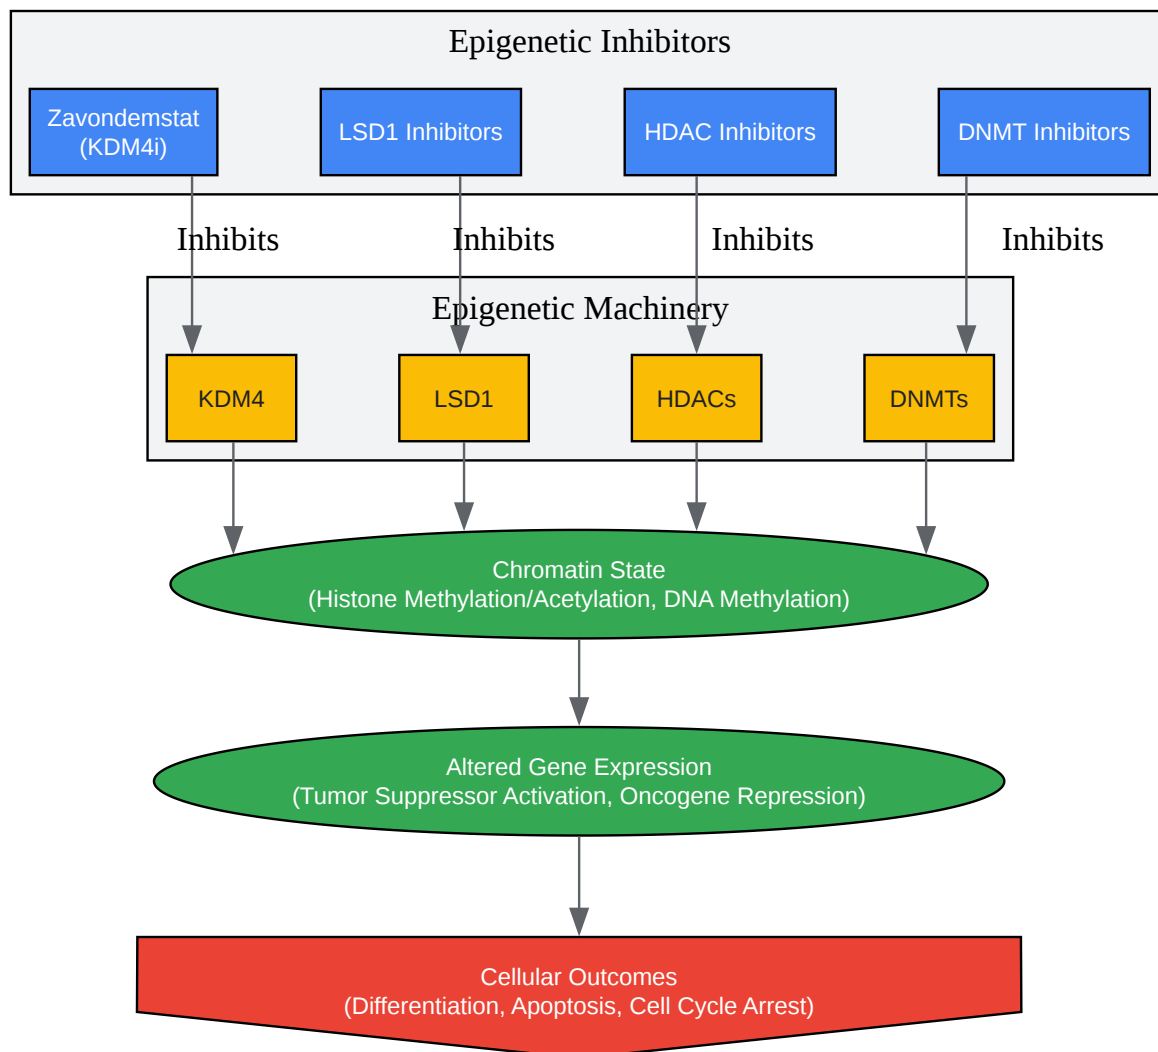 Epigenetic Inhibitors
Zavondemstat
(KDM4i)
LSD1 Inhibitors
HDAC Inhibitors
DNMT Inhibitors
Inhibits
Inhibits
Inhibits
Inhibits
Epigenetic Machinery
KDM4
LSD1
HDACs
DNMTs
Chromatin State
(Histone Methylation/Acetylation, DNA Methylation)
Altered Gene Expression
(Tumor Suppressor Activation, Oncogene Repression)
Cellular Outcomes
(Differentiation, Apoptosis, Cell Cycle Arrest)